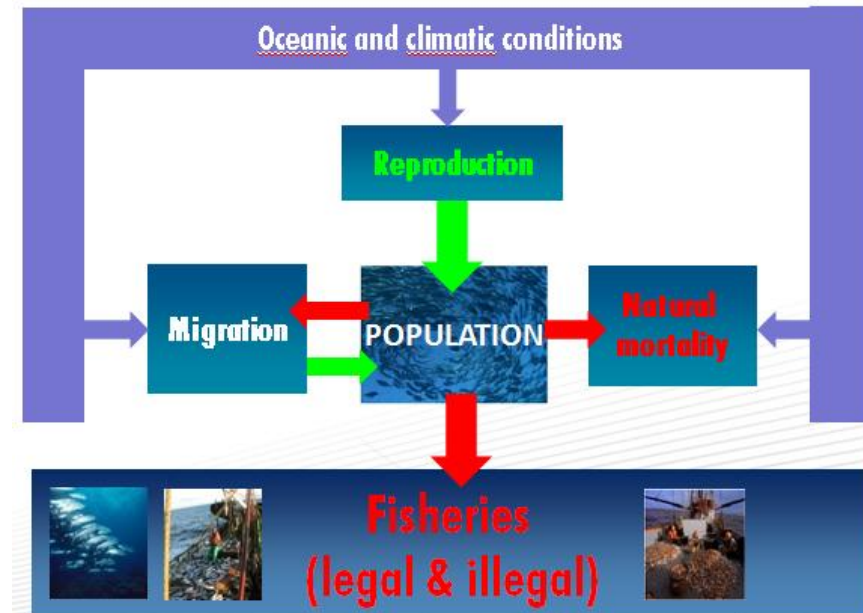 Oceanic and climatic conditions
Reproduction
Migration
POPULATION
Natural
mortality
Fisheries
(legal & illegal)